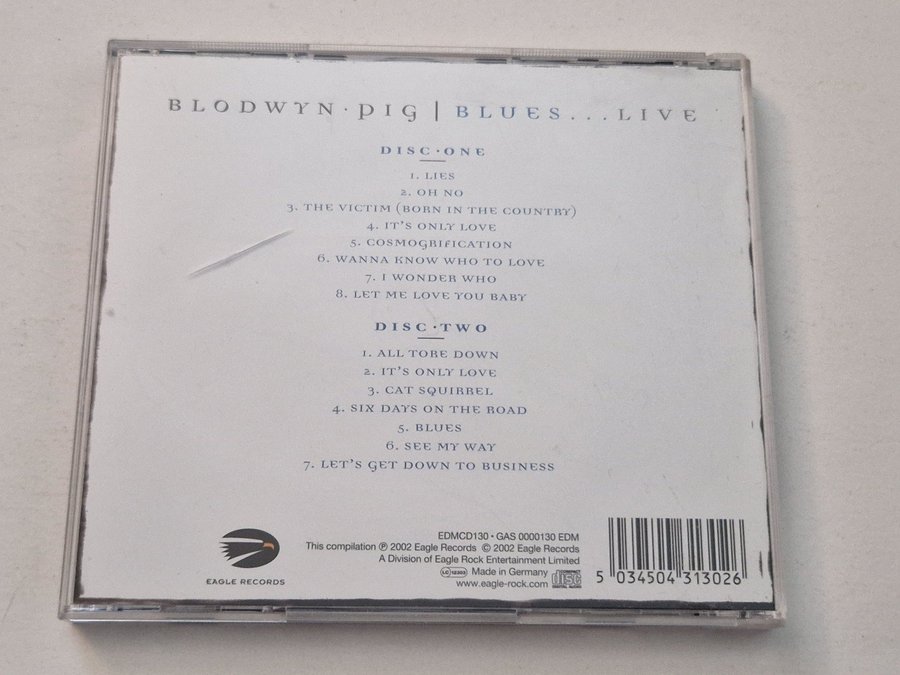 BLODWYN · PIG | BLUES...LIVE
DISC · ONE
1. LIES
2. OH NO
3. THE VICTIM (BORN IN THE COUNTRY)
4. IT'S ONLY LOVE
5. COSMOGRIFICATION
6. WANNA KNOW WHO TO LOVE
7. I WONDER WHO
8. LET ME LOVE YOU BABY
DISC · TWO
1. ALL TORE DOWN
2. IT'S ONLY LOVE
3. CAT SQUIRREL
4. SIX DAYS ON THE ROAD
5. BLUES
6. SEE MY WAY
7. LET'S GET DOWN TO BUSINESS
EAGLE RECORDS
EDMCD130 • GAS 0000130 EDM
This compilation ℗ 2002 Eagle Records © 2002 Eagle Records
A Division of Eagle Rock Entertainment Limited
LC 12303 Made in Germany
www.eagle-rock.com
disc
5 034504 313026